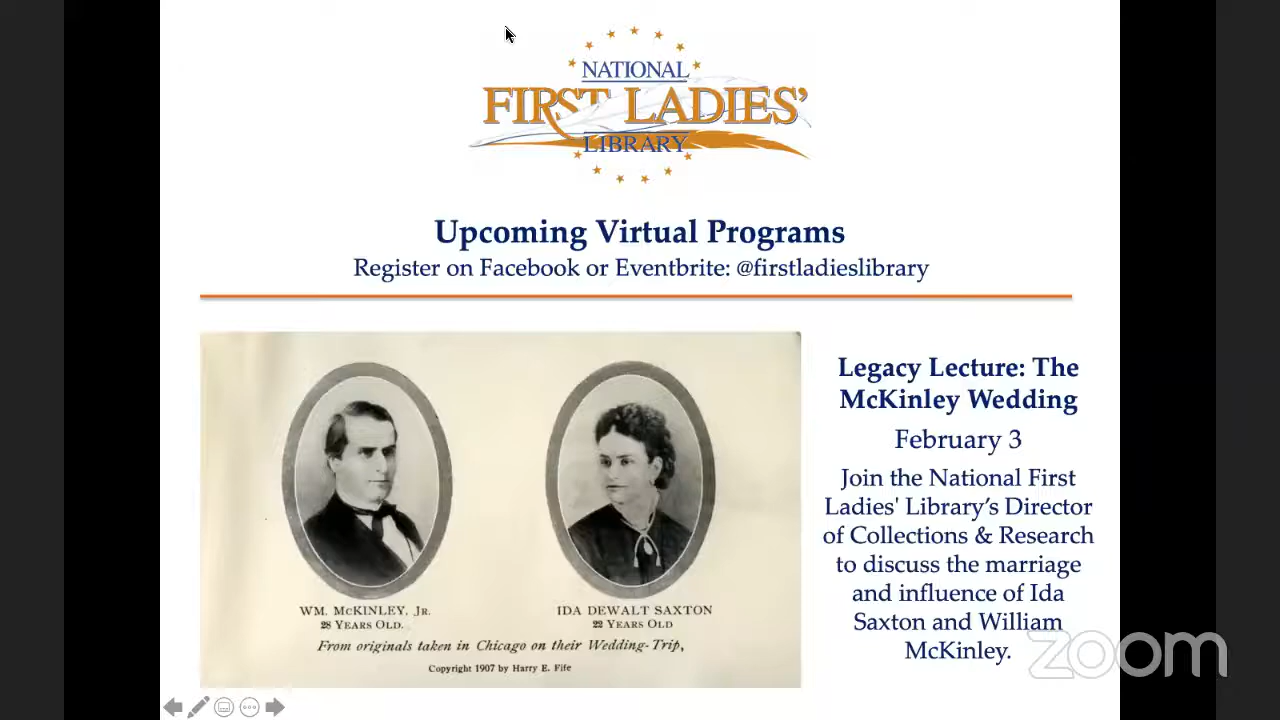 NATIONAL
FIRST LADIES'
LIBRARY
Upcoming Virtual Programs
Register on Facebook or Eventbrite: @firstladieslibrary
Legacy Lecture: The
McKinley Wedding
February 3
Join the National First
Ladies' Library’s Director
of Collections & Research
to discuss the marriage
and influence of Ida
Saxton and William
McKinley.
WM. MCKINLEY, JR.
28 YEARS OLD.
IDA DEWALT SAXTON
22 YEARS OLD
From originals taken in Chicago on their Wedding-Trip,
Copyright 1907 by Harry E. Fife
zoom